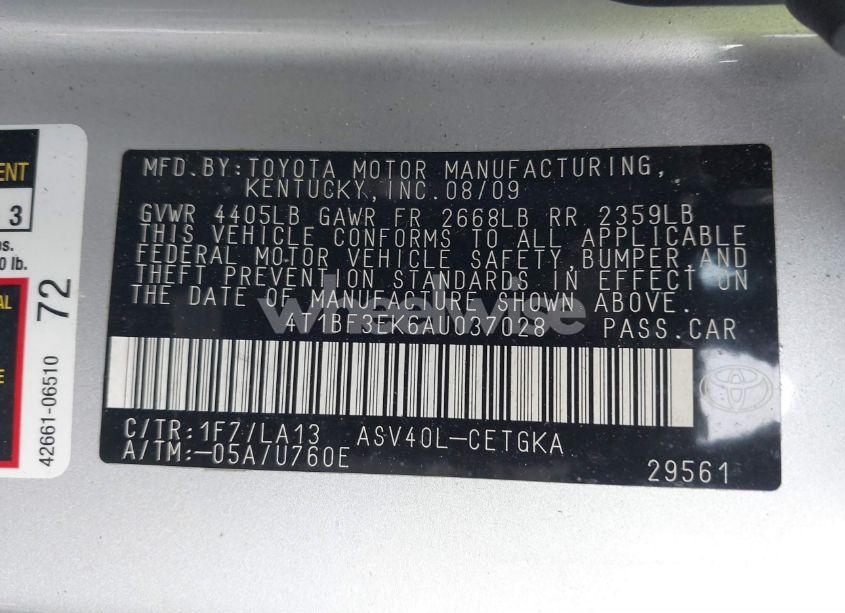 ENT
3
s.
0 lb.
AL
E
42661-06510
72
MFD.BY:TOYOTA MOTOR MANUFACTURING,
KENTUCKY, INC. 08/09
GVWR 4405LB GAWR FR 2668LB RR 2359LB
THIS VEHICLE CONFORMS TO ALL APPLICABLE
FEDERAL MOTOR VEHICLE SAFETY, BUMPER, AND
THEFT PREVENTION STANDARDS IN EFFECT ON
THE DATE OF MANUFACTURE SHOWN ABOVE.
wheelwise
PASS.CAR
C/TR:1F7/LA13 ASV40L-CETGKA
A/TM:-05A/U760E
29561